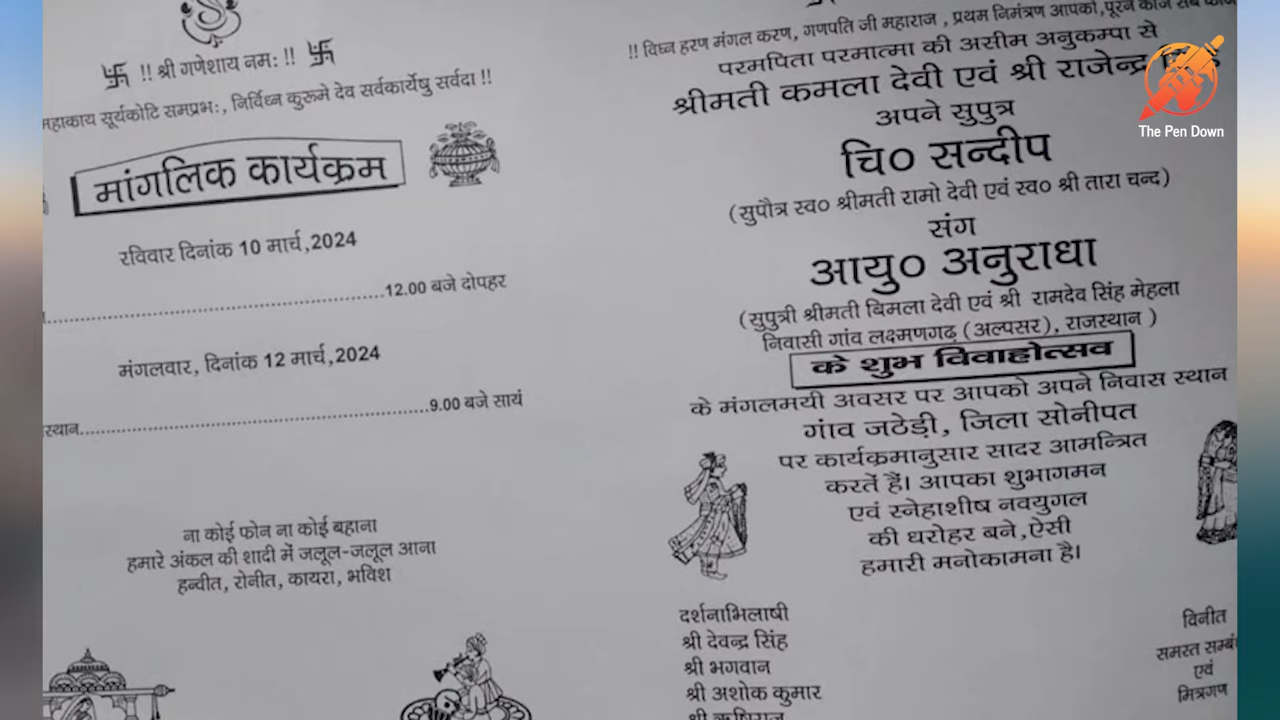 !! श्री गणेशाय नम: !!
महाकाय सूर्यकोटि समप्रभ:, निर्विघ्न कुरूमे देव सर्वकार्येषु सर्वदा !!
मांगलिक कार्यक्रम
रविवार दिनांक 10 मार्च,2024
12.00 बजे दोपहर
मंगलवार, दिनांक 12 मार्च,2024
स्थान
9.00 बजे सायं
ना कोई फोन ना कोई बहाना
हमारे अंकल की शादी में जलूल-जलूल आना
हन्वीत, रोनीत, कायरा, भविश
!! विघ्न हरण मंगल करण, गणपति जी महाराज , प्रथम निमंत्रण आपको,पूरन काज सब
परमपिता परमात्मा की असीम अनुकम्पा से
श्रीमती कमला देवी एवं श्री राजेन्द्र
अपने सुपुत्र
चि० सन्दीप
(सुपौत्र स्व० श्रीमती रामो देवी एवं स्व० श्री तारा चन्द)
संग
आयु० अनुराधा
(सुपुत्री श्रीमती बिमला देवी एवं श्री रामदेव सिंह मेहला
निवासी गांव लक्ष्मणगढ़ (अल्पसर), राजस्थान )
के शुभ विवाहोत्सव
के मंगलमयी अवसर पर आपको अपने निवास स्थान
गांव जठेड़ी, जिला सोनीपत
पर कार्यक्रमानुसार सादर आमन्त्रित
करतें हैं। आपका शुभागमन
एवं स्नेहाशीष नवयुगल
की धरोहर बने,ऐसी
हमारी मनोकामना है।
दर्शनाभिलाषी
श्री देवन्द्र सिंह
श्री भगवान
श्री अशोक कुमार
श्री ऋषिराज
विनीत
समस्त
एवं
मित्रगण
The Pen Down